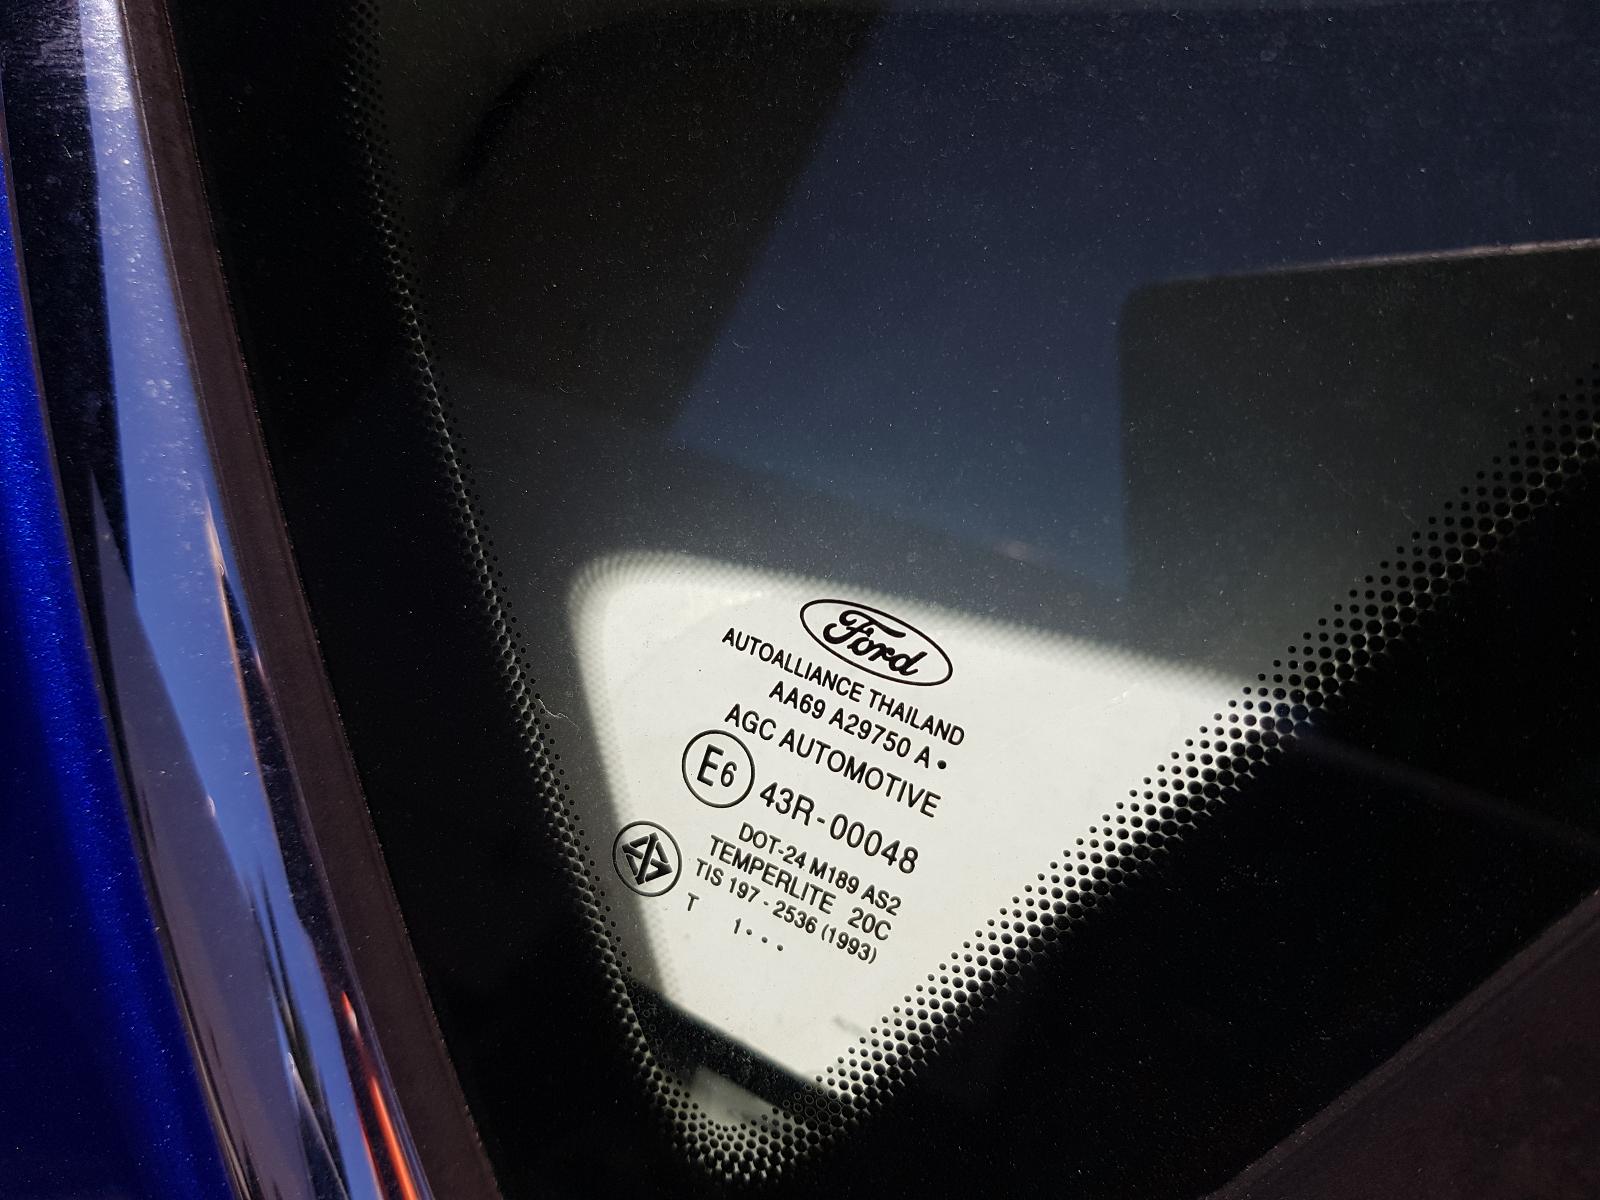 Ford
AUTOALLIANCE THAILAND
AA69 A29750 A •
AGC AUTOMOTIVE
E6 43R-00048
DOT-24 M189 AS2
TEMPERLITE 20C
TIS 197 - 2536 (1993)
T 1 • • •